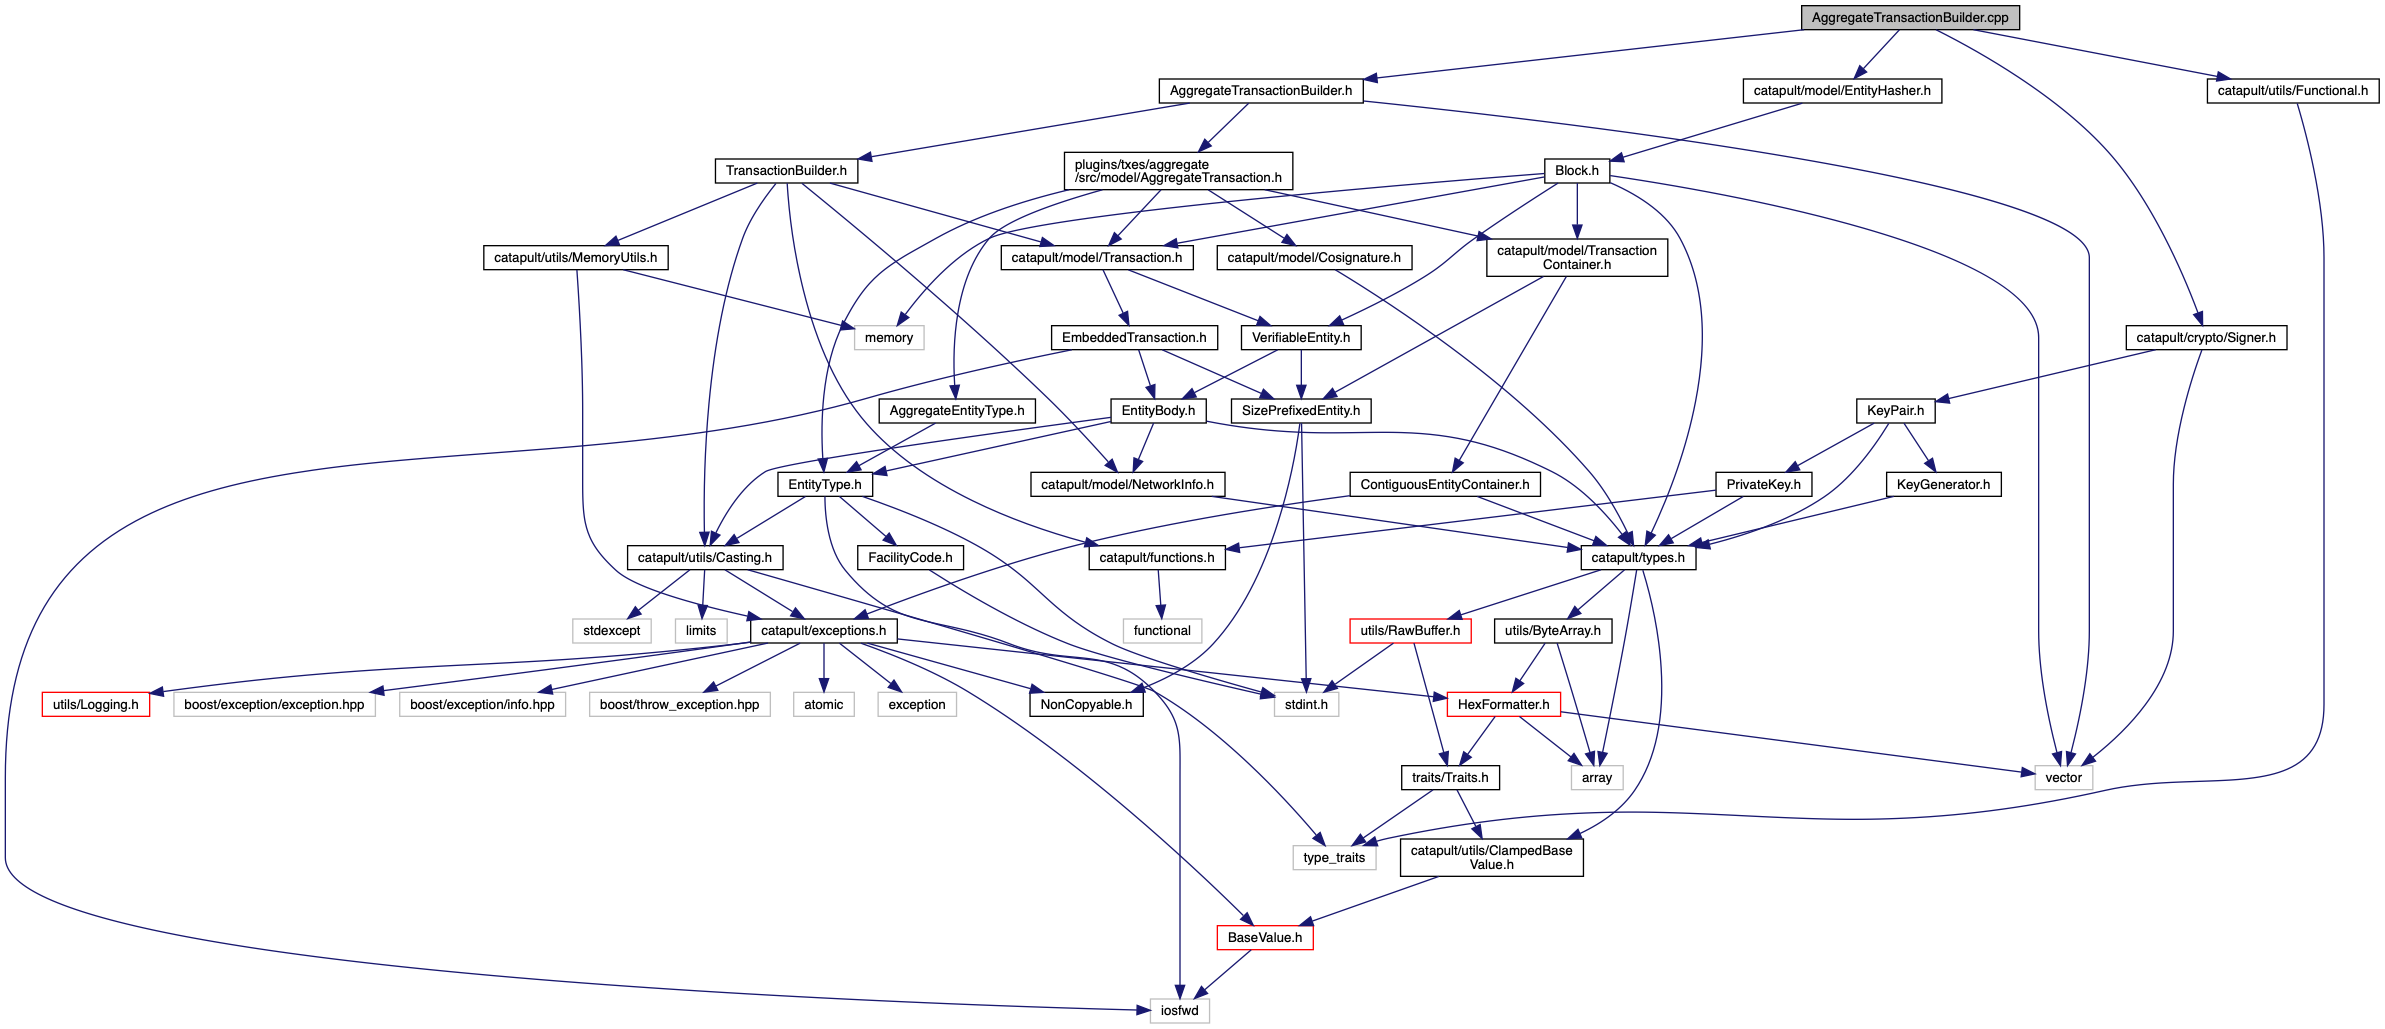 AggregateTransactionBuilder.cpp
AggregateTransactionBuilder.h
catapult/model/EntityHasher.h
catapult/utils/Functional.h
TransactionBuilder.h
plugins/txes/aggregate
/src/model/AggregateTransaction.h
Block.h
catapult/utils/MemoryUtils.h
catapult/model/Transaction.h
catapult/model/Cosignature.h
catapult/model/Transaction
Container.h
memory
EmbeddedTransaction.h
VerifiableEntity.h
catapult/crypto/Signer.h
AggregateEntityType.h
EntityBody.h
SizePrefixedEntity.h
KeyPair.h
EntityType.h
catapult/model/NetworkInfo.h
ContiguousEntityContainer.h
PrivateKey.h
KeyGenerator.h
catapult/utils/Casting.h
FacilityCode.h
catapult/functions.h
catapult/types.h
stdexcept
limits
catapult/exceptions.h
functional
utils/RawBuffer.h
utils/ByteArray.h
utils/Logging.h
boost/exception/exception.hpp
boost/exception/info.hpp
boost/throw_exception.hpp
atomic
exception
NonCopyable.h
stdint.h
HexFormatter.h
traits/Traits.h
array
vector
type_traits
catapult/utils/ClampedBase
Value.h
BaseValue.h
iosfwd